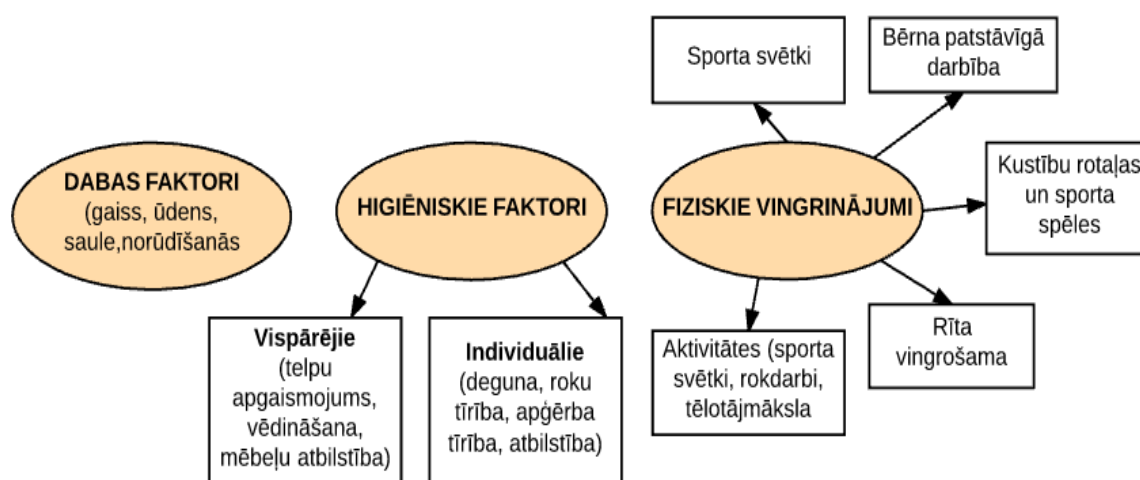 Sporta svētki
Bērna patstāvīgā
darbība
DABAS FAKTORI
(gaiss, ūdens,
saule,norūdīšanās
HIGIĒNISKIE FAKTORI
FIZISKIE VINGRINĀJUMI
Kustību rotaļas
un sporta
spēles
Vispārējie
(telpu
apgaismojums,
vēdināšana,
mēbeļu atbilstība)
Individuālie
(deguna, roku
tīrība, apģērba
tīrība, atbilstība)
Aktivitātes (sporta
svētki, rokdarbi,
tēlotājmāksla
Rīta
vingrošama